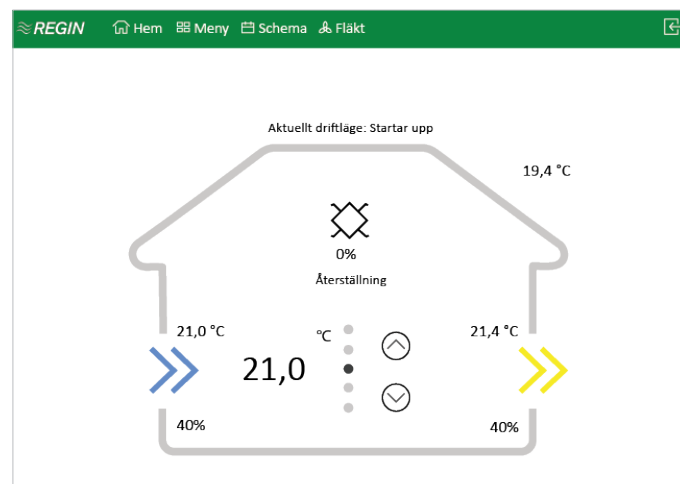 REGIN Hem Meny Schema Fläkt
Aktuellt driftläge: Startar upp
19,4 °C
0%
Återställning
21,0 °C
°C
21,4 °C
21,0
40%
40%